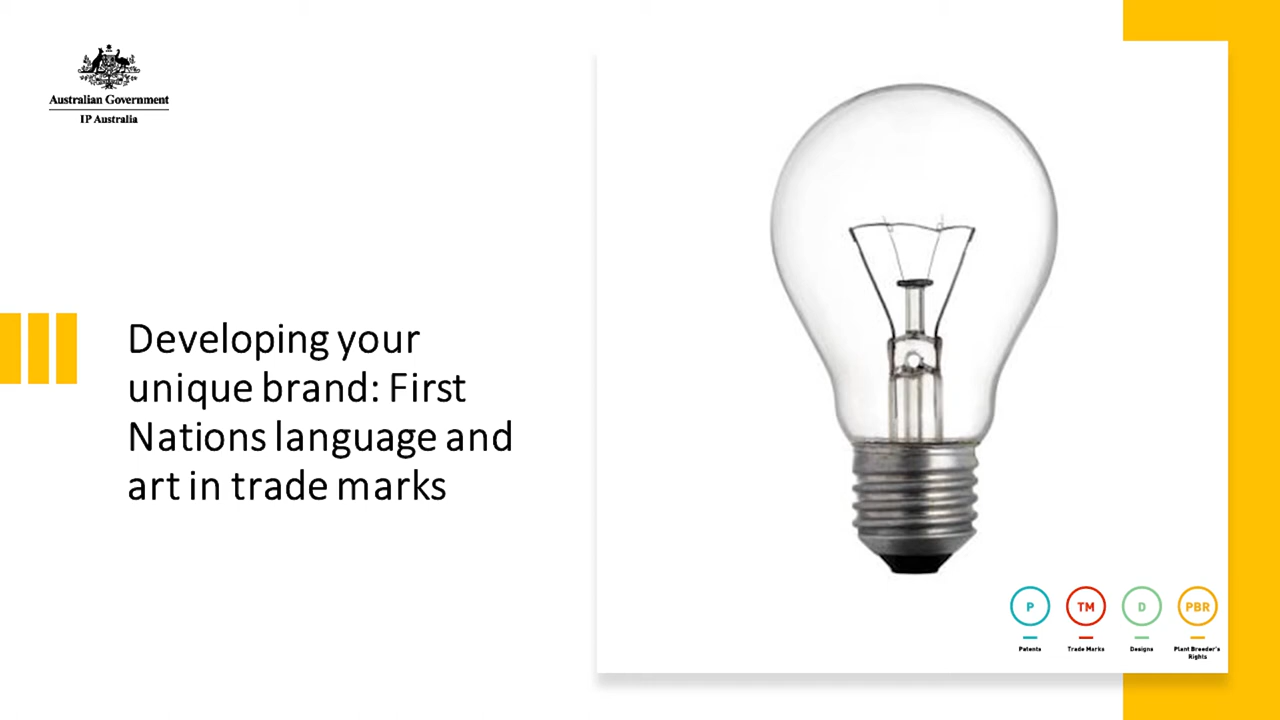 Australian Government
IP Australia
Developing your
unique brand: First
Nations language and
art in trade marks
P
TM
D
PBR
Patents
Trade Marks
Designs
Plant Breeder's
Rights